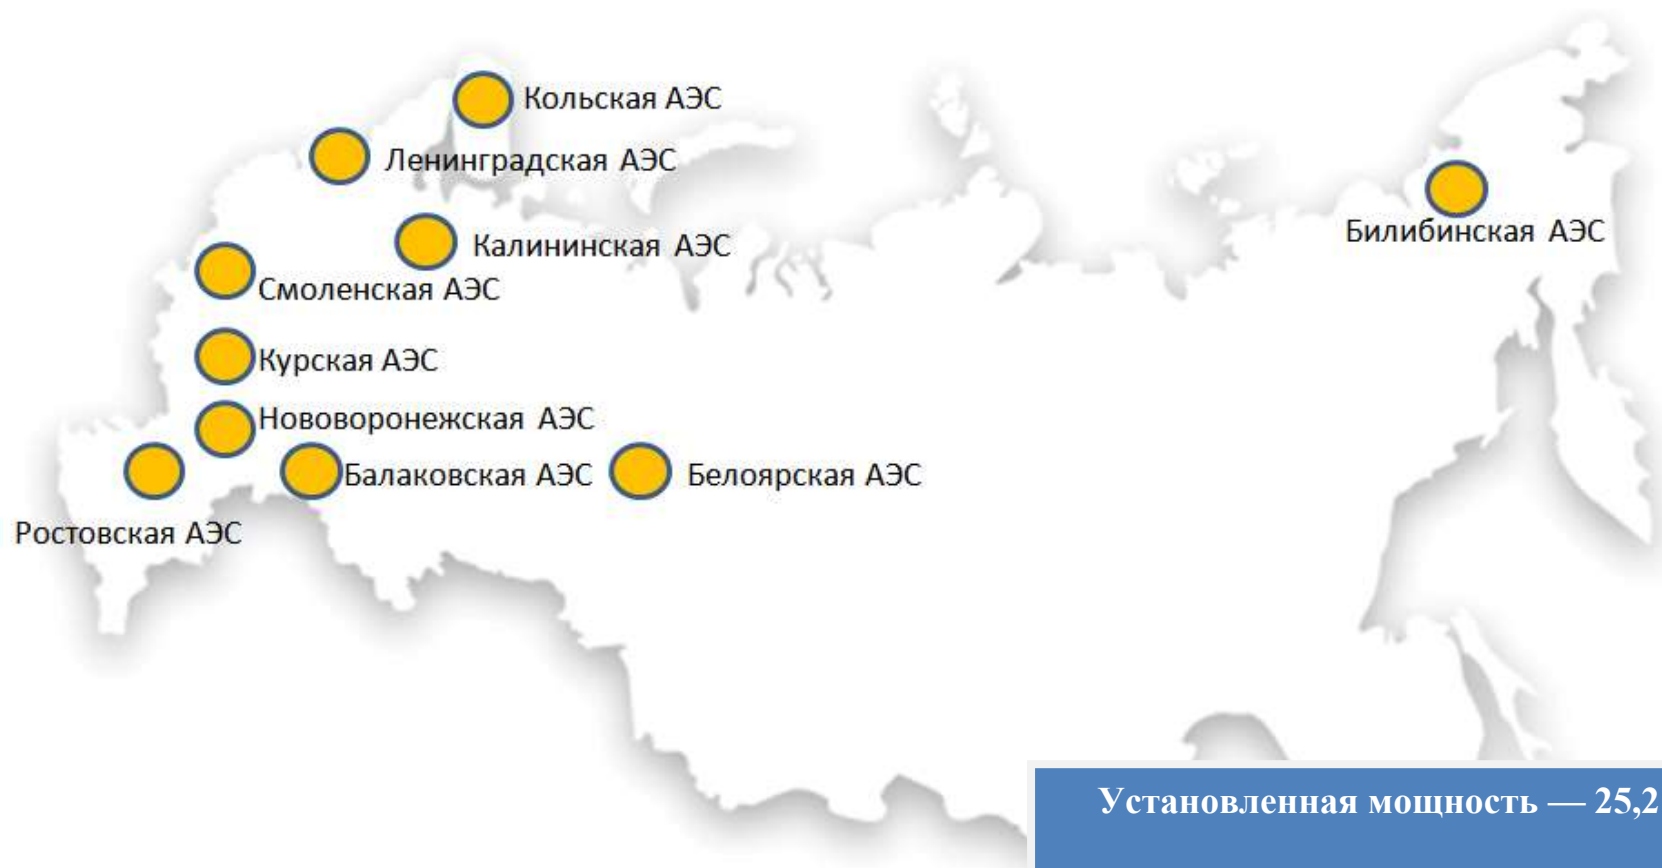 Кольская АЭС
Ленинградская АЭС
Билибинская АЭС
Калининская АЭС
Смоленская АЭС
Курская АЭС
Нововоронежская АЭС
Балаковская АЭС
Белоярская АЭС
Ростовская АЭС
Установленная мощность — 25,2